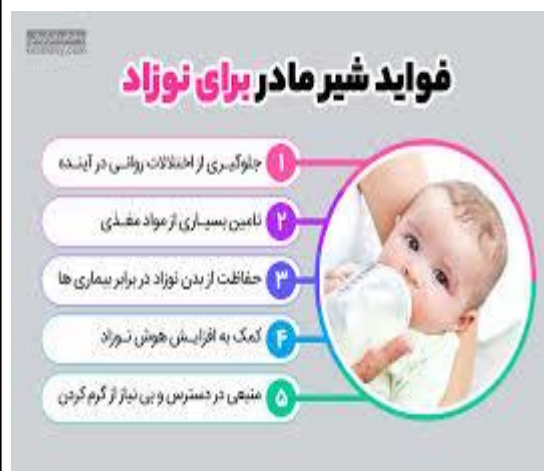 فواید شیر مادر برای نوزاد
۱ جلوگیری از اختلالات روانی در آینده
۲ تامین بسیاری از مواد مغذی
۳ حفاظت از بدن نوزاد در برابر بیماری ها
۴ کمک به افزایش هوش نوزاد
۵ منبعی در دسترس و بی نیاز از گرم کردن